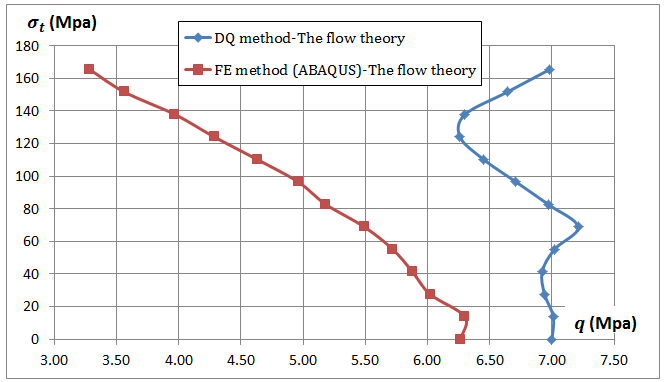 σt (Mpa)
DQ method-The flow theory
FE method (ABAQUS)-The flow theory
180
160
140
120
100
80
60
40
20
0
q (Mpa)
3.00 3.50 4.00 4.50 5.00 5.50 6.00 6.50 7.00 7.50